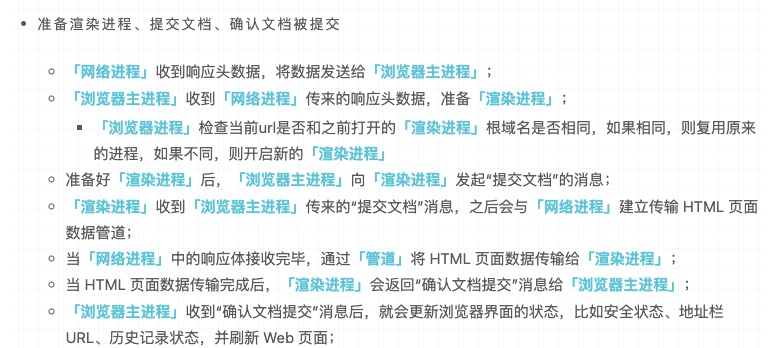 准备渲染进程、提交文档、确认文档被提交
「网络进程」收到响应头数据，将数据发送给「浏览器主进程」；
「浏览器主进程」收到「网络进程」传来的响应头数据，准备「渲染进程」；
「浏览器进程」检查当前url是否和之前打开的「渲染进程」根域名是否相同，如果相同，则复用原来
的进程，如果不同，则开启新的「渲染进程」
准备好「渲染进程」后，「浏览器主进程」向「渲染进程」发起“提交文档”的消息；
「渲染进程」收到「浏览器主进程」传来的“提交文档”消息，之后会与「网络进程」建立传输 HTML 页面
数据管道；
当「网络进程」中的响应体接收完毕，通过「管道」将 HTML 页面数据传输给「渲染进程」；
当 HTML 页面数据传输完成后，「渲染进程」会返回“确认文档提交”消息给「浏览器主进程」；
「浏览器主进程」收到“确认文档提交”消息后，就会更新浏览器界面的状态，比如安全状态、地址栏
URL、历史记录状态，并刷新 Web 页面；